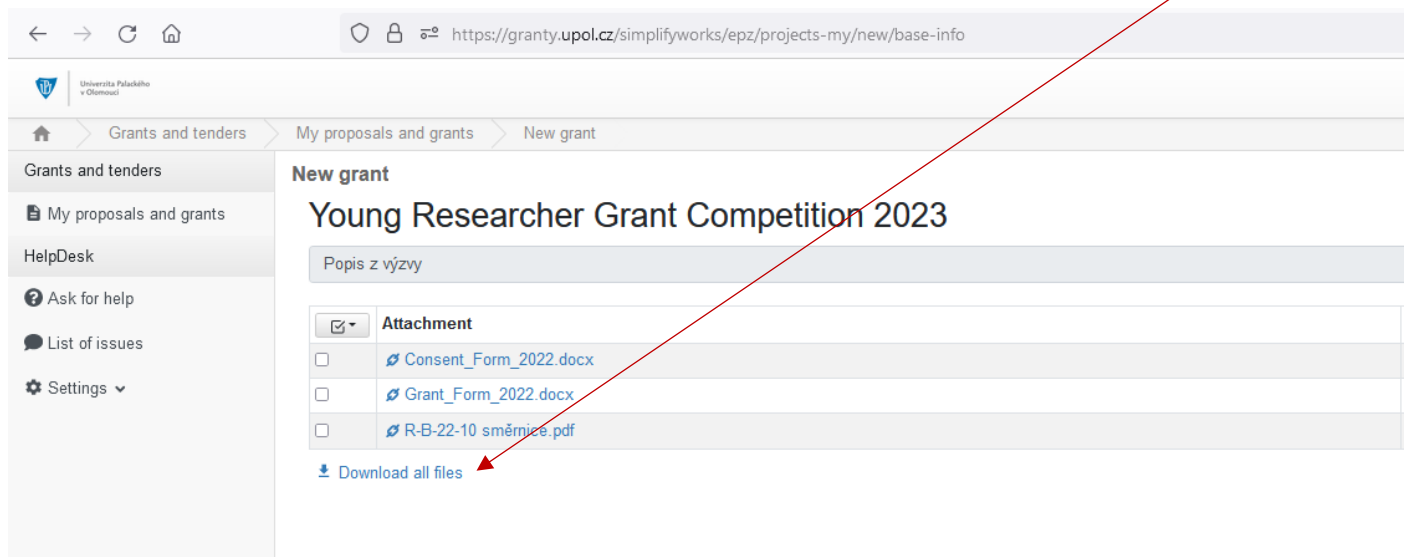 https://granty.upol.cz/simplifyworks/epz/projects-my/new/base-info
Univerzita Palackého
v Olomouci
Grants and tenders
My proposals and grants
New grant
Grants and tenders
My proposals and grants
HelpDesk
Ask for help
List of issues
Settings
New grant
Young Researcher Grant Competition 2023
Popis z výzvy
Attachment
Consent_Form_2022.docx
Grant_Form_2022.docx
R-B-22-10 směrnice.pdf
Download all files